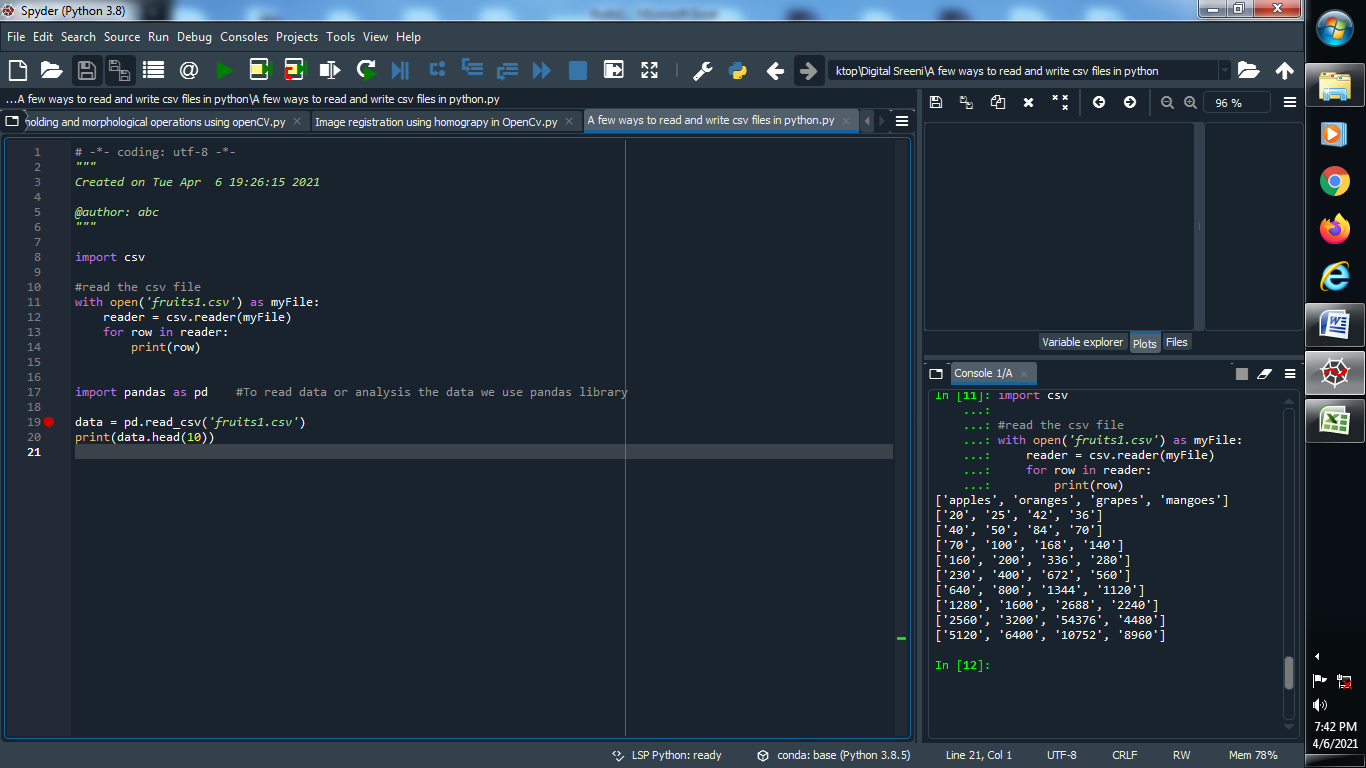 Spyder (Python 3.8)
File Edit Search Source Run Debug Consoles Projects Tools View Help
ktop\Digital Sreeni\A few ways to read and write csv files in python
...A few ways to read and write csv files in python\A few ways to read and write csv files in python.py
96 %
olding and morphological operations using openCV.py
Image registration using homograpy in OpenCv.py
A few ways to read and write csv files in python.py
1 # -*- coding: utf-8 -*-
2 """
3 Created on Tue Apr  6 19:26:15 2021
4
5 @author: abc
6 """
7
8 import csv
9
10 #read the csv file
11 with open('fruits1.csv') as myFile:
12     reader = csv.reader(myFile)
13     for row in reader:
14         print(row)
15
16
17 import pandas as pd    #To read data or analysis the data we use pandas library
18
19 data = pd.read_csv('fruits1.csv')
20 print(data.head(10))
21
Variable explorer Plots Files
Console 1/A
In [11]: import csv
    ...:
    ...: #read the csv file
    ...: with open('fruits1.csv') as myFile:
    ...:     reader = csv.reader(myFile)
    ...:     for row in reader:
    ...:         print(row)
['apples', 'oranges', 'grapes', 'mangoes']
['20', '25', '42', '36']
['40', '50', '84', '70']
['70', '100', '168', '140']
['160', '200', '336', '280']
['230', '400', '672', '560']
['640', '800', '1344', '1120']
['1280', '1600', '2688', '2240']
['2560', '3200', '54376', '4480']
['5120', '6400', '10752', '8960']
In [12]:
LSP Python: ready
conda: base (Python 3.8.5)
Line 21, Col 1
UTF-8
CRLF
RW
Mem 78%
7:42 PM
4/6/2021